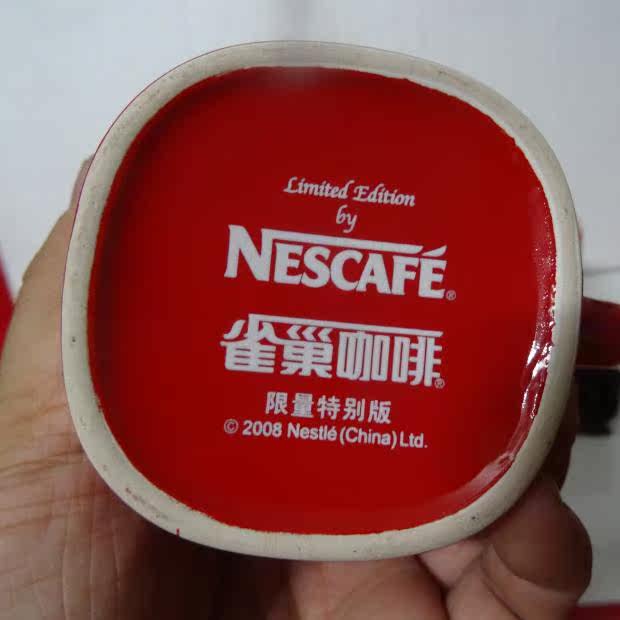 Limited Edition
by
NESCAFÉ®
雀巢咖啡®
限量特别版
© 2008 Nestlé (China) Ltd.